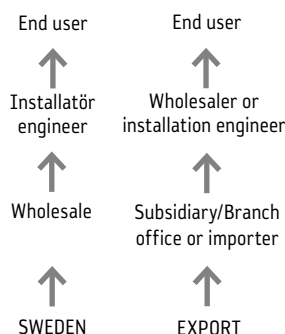 End user
Installatör
engineer
Wholesale
SWEDEN
End user
Wholesaler or
installation engineer
Subsidiary/Branch
office or importer
EXPORT